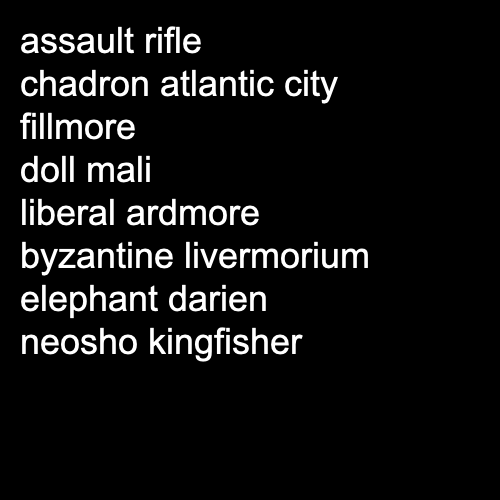 assault rifle
chadron atlantic city
fillmore
doll mali
liberal ardmore
byzantine livermorium
elephant darien
neosho kingfisher